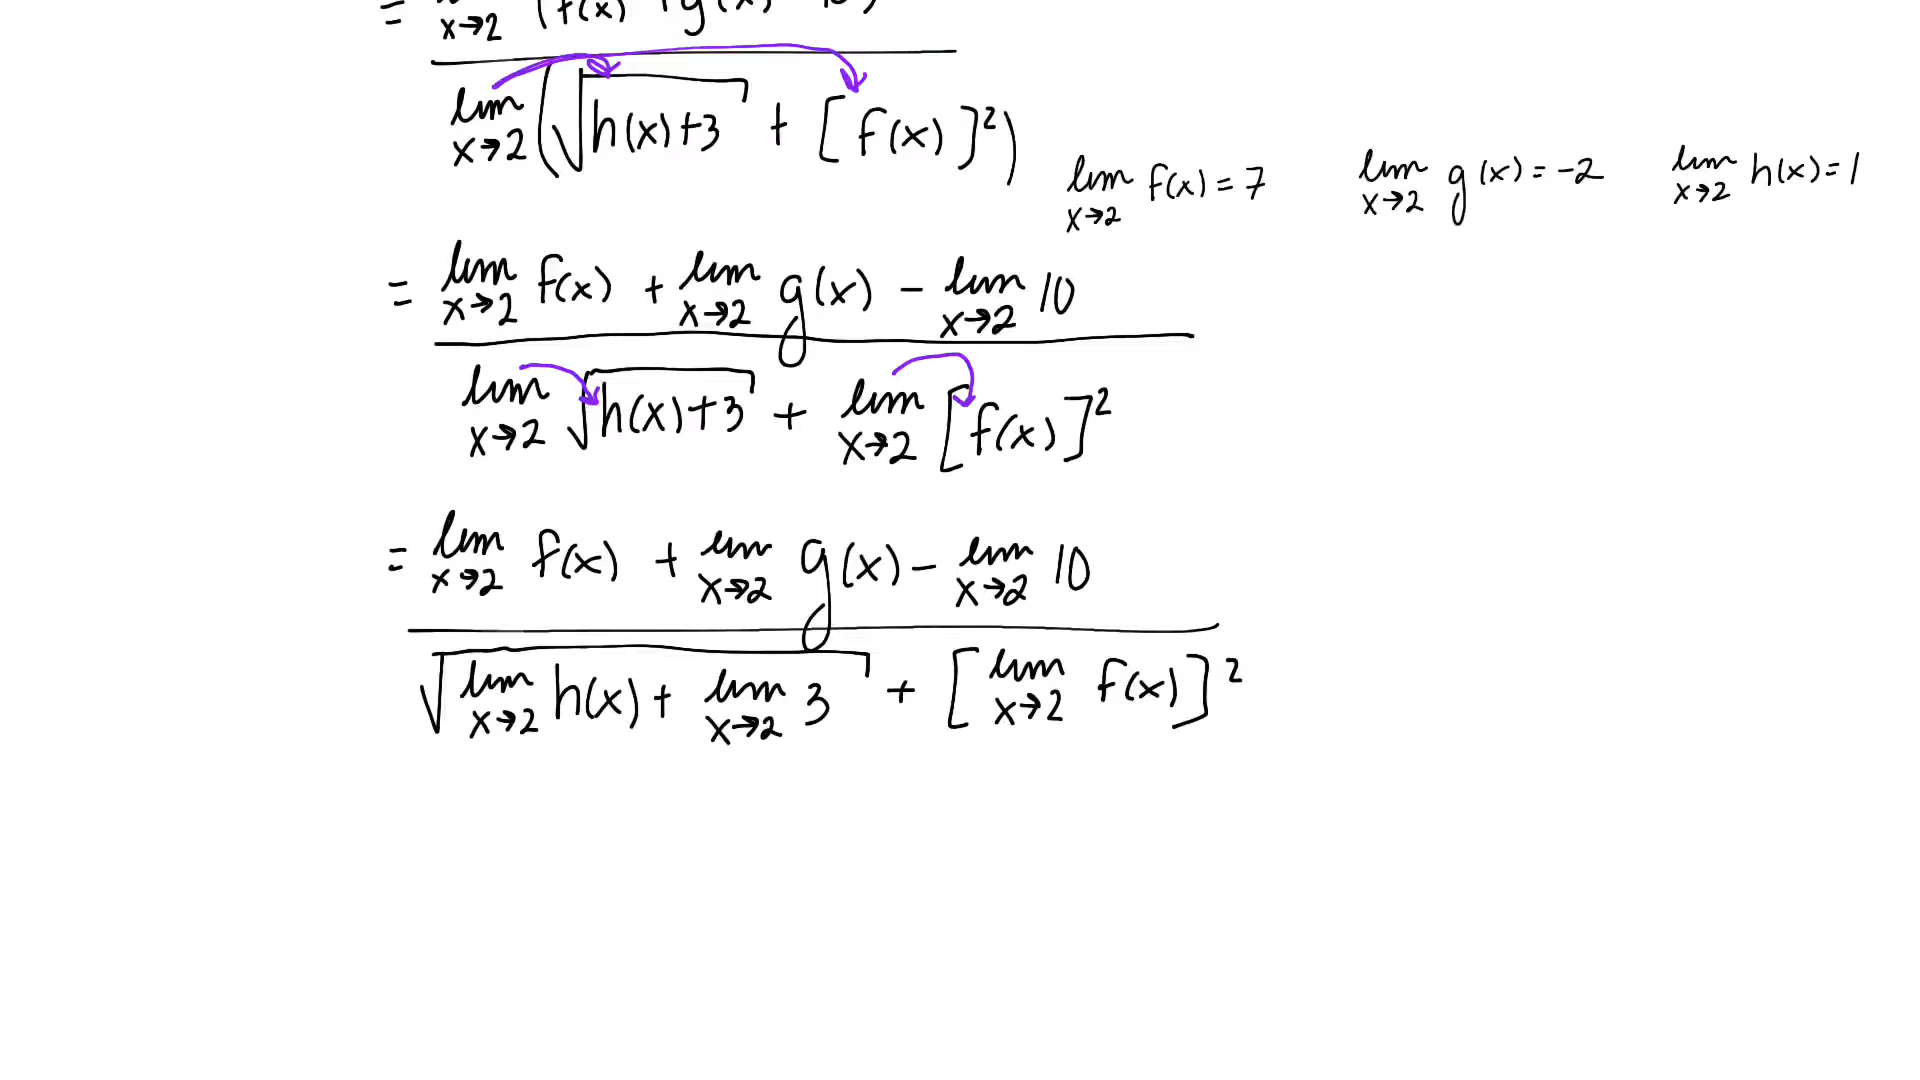 = lim x→2 (f(x) + g(x) - 10)
lim x→2 (√h(x)+3 + [f(x)]²)
lim x→2 f(x) = 7 lim x→2 g(x) = -2 lim x→2 h(x) = 1
= lim x→2 f(x) + lim x→2 g(x) - lim x→2 10
lim x→2 √h(x)+3 + lim x→2 [f(x)]²
= lim x→2 f(x) + lim x→2 g(x) - lim x→2 10
√lim x→2 h(x) + lim x→2 3 + [lim x→2 f(x)]²